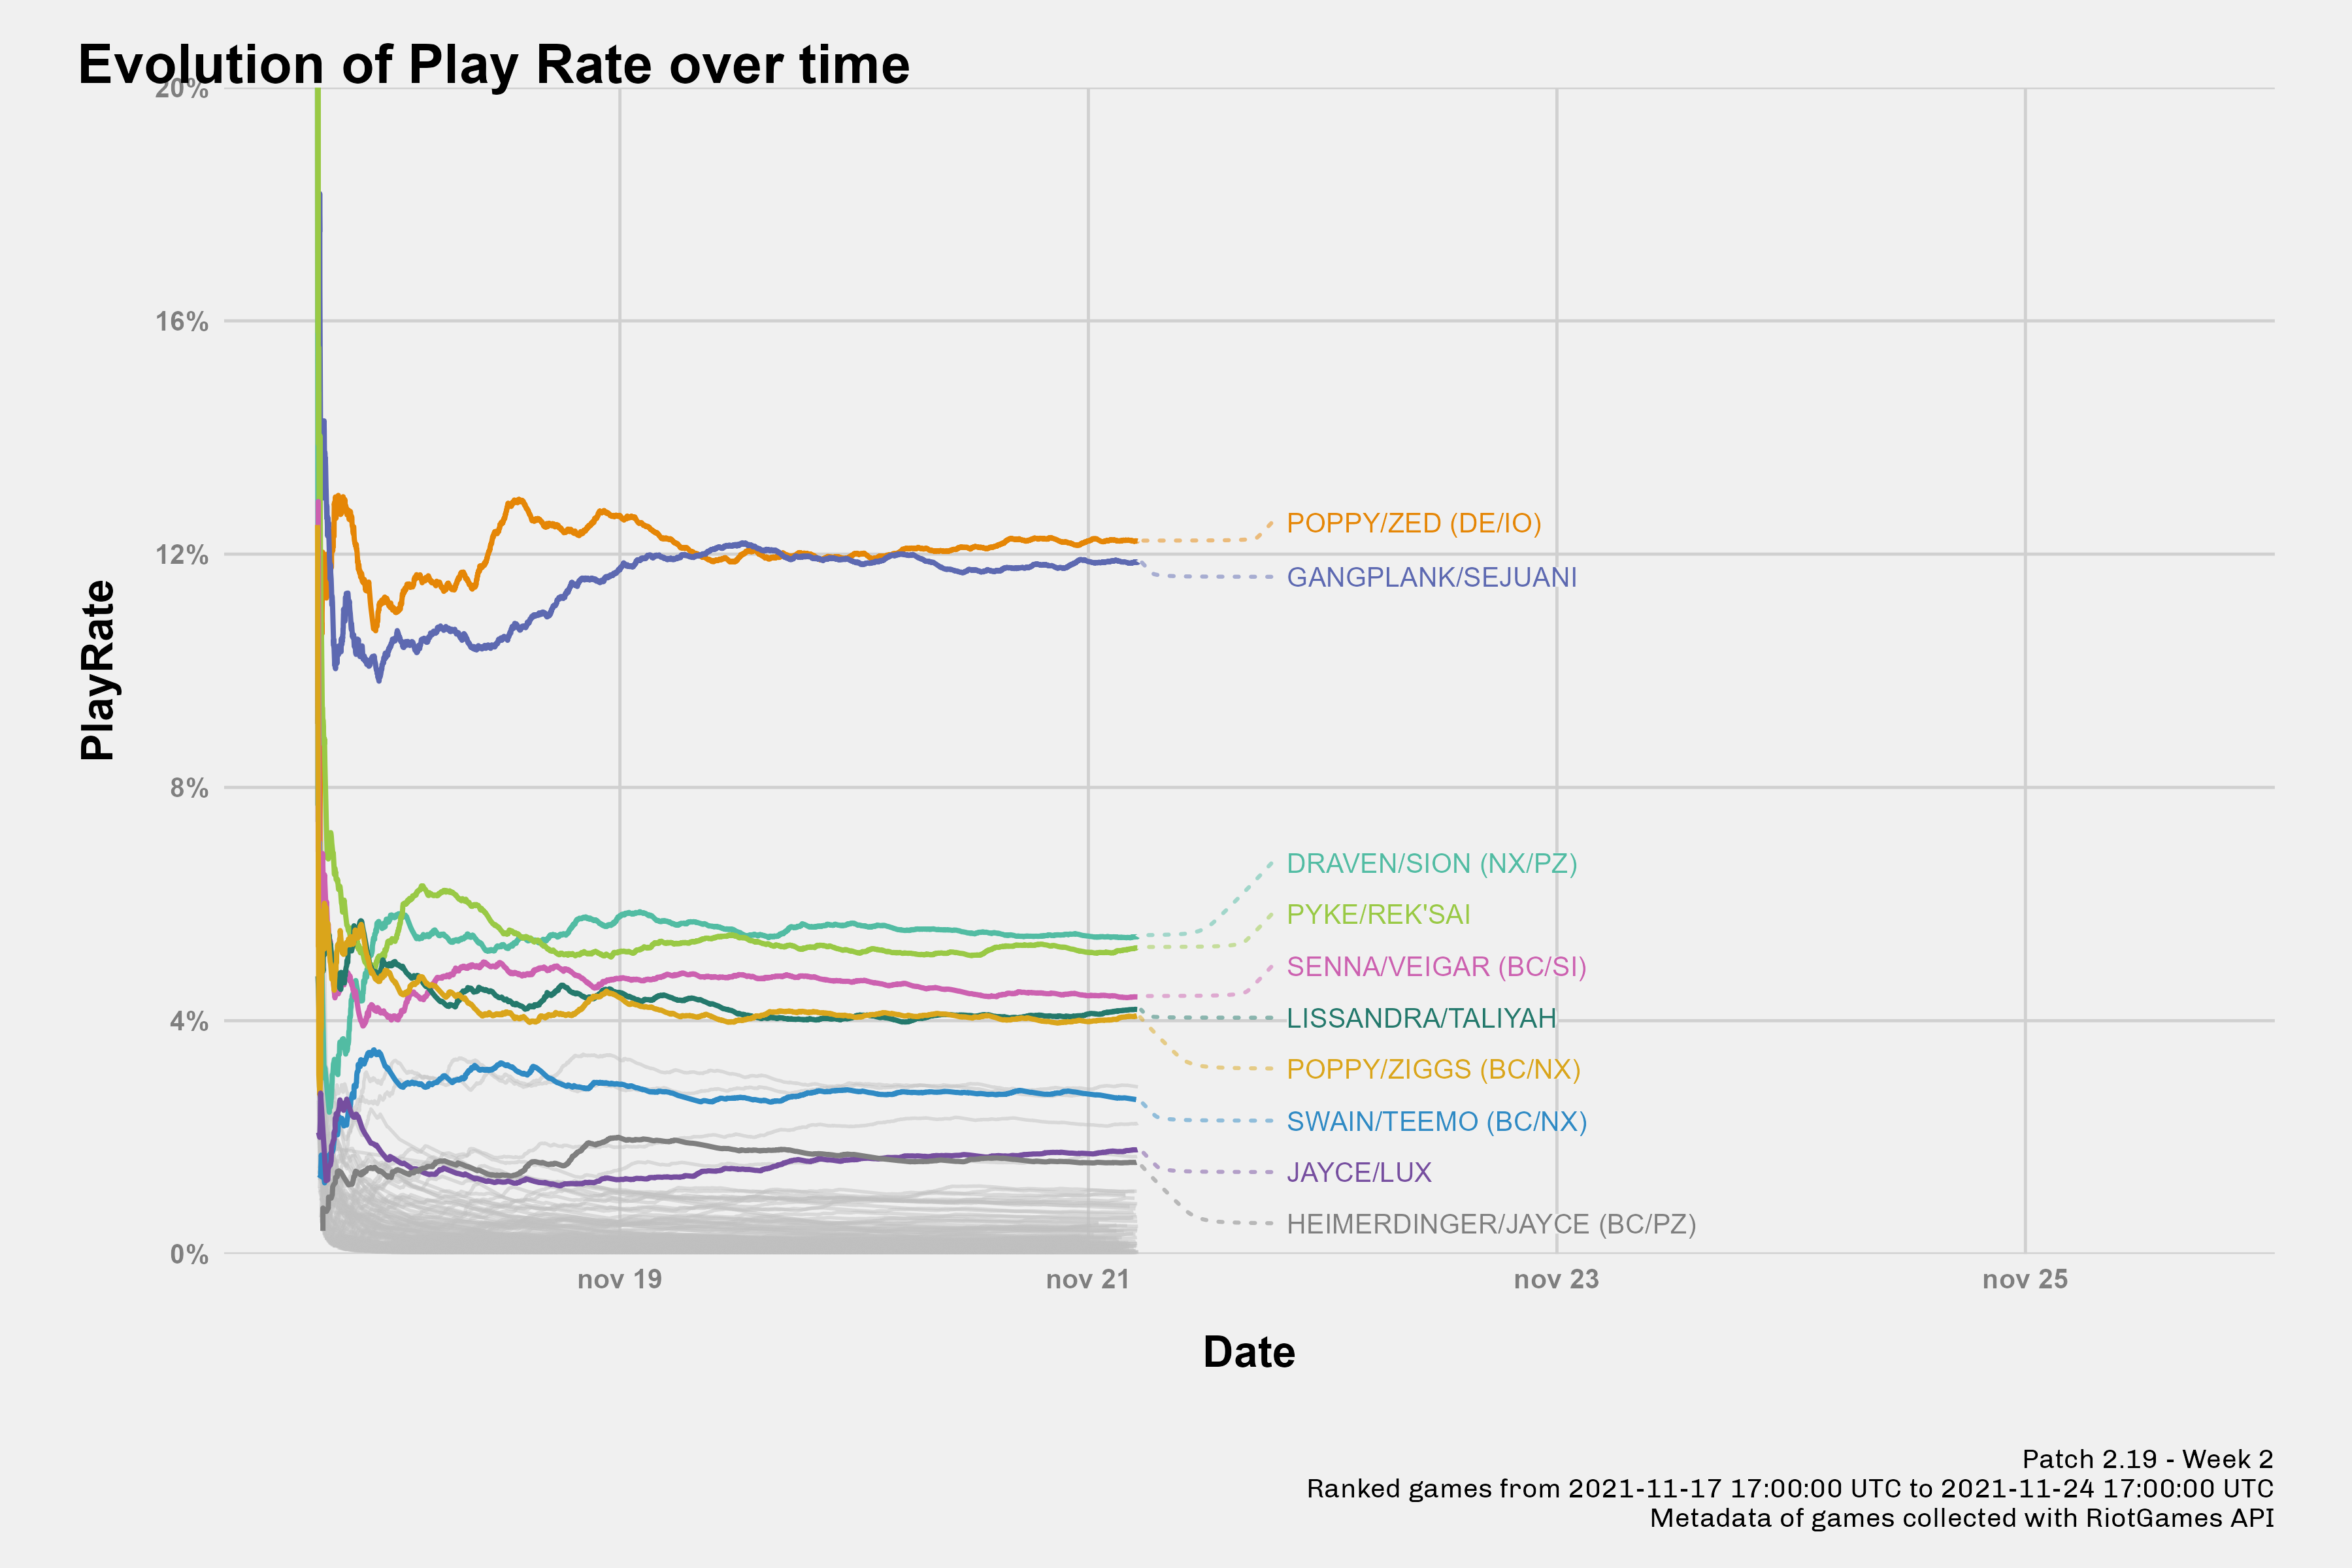 Evolution of Play Rate over time
20%
16%
12%
8%
4%
0%
PlayRate
POPPY/ZED (DE/IO)
GANGPLANK/SEJUANI
DRAVEN/SION (NX/PZ)
PYKE/REK'SAI
SENNA/VEIGAR (BC/SI)
LISSANDRA/TALIYAH
POPPY/ZIGGS (BC/NX)
SWAIN/TEEMO (BC/NX)
JAYCE/LUX
HEIMERDINGER/JAYCE (BC/PZ)
nov 19
nov 21
nov 23
nov 25
Date
Patch 2.19 - Week 2
Ranked games from 2021-11-17 17:00:00 UTC to 2021-11-24 17:00:00 UTC
Metadata of games collected with RiotGames API